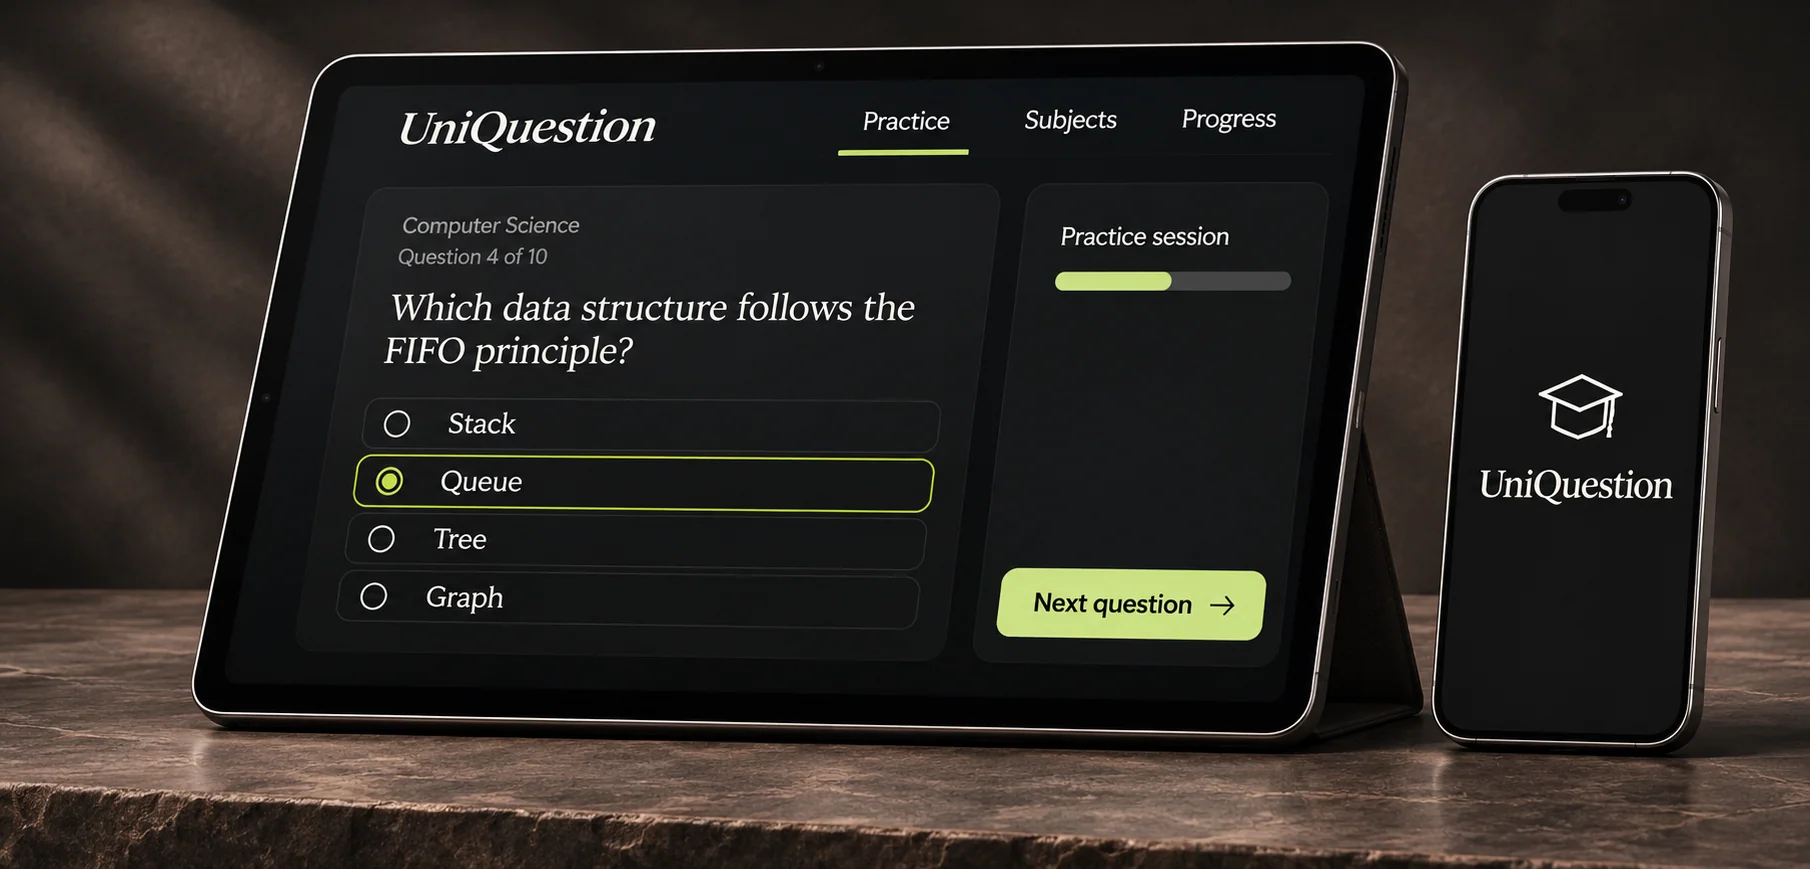 UniQuestion
Practice
Subjects
Progress
Computer Science
Question 4 of 10
Which data structure follows the
FIFO principle?
Stack
Queue
Tree
Graph
Practice session
Next question →
UniQuestion